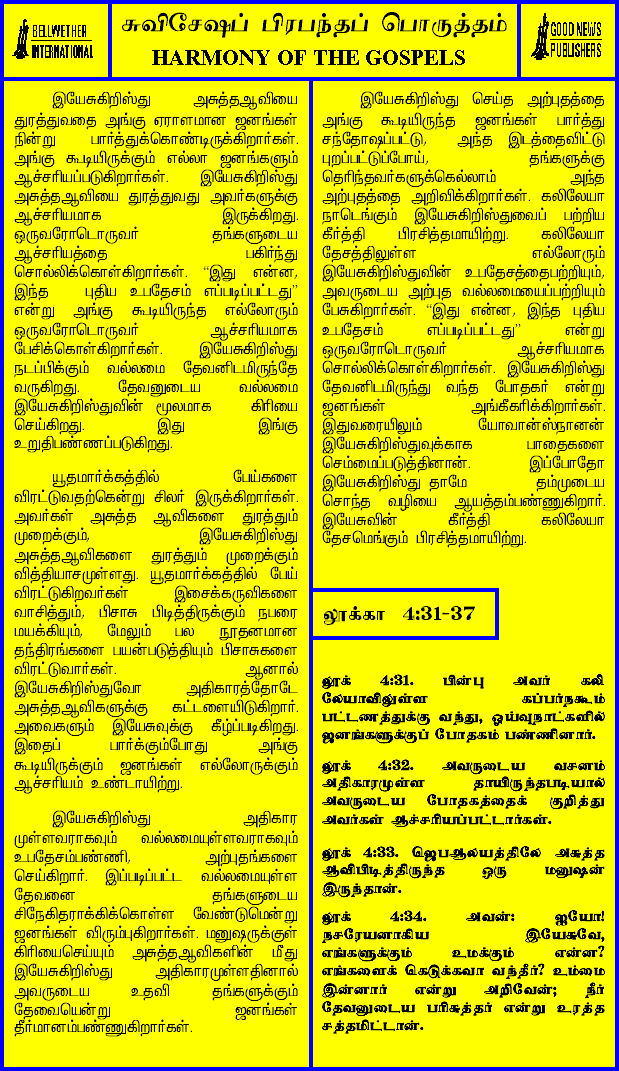 BELLWETHER
INTERNATIONAL
சுவிசேஷப் பிரபந்தப் பொருத்தம்
HARMONY OF THE GOSPELS
GOOD NEWS
PUBLISHERS
இயேசுகிறிஸ்து அசுத்தஆவியை
துரத்துவதை அங்கு ஏராளமான ஜனங்கள்
நின்று பார்த்துக்கொண்டிருக்கிறார்கள்.
அங்கு கூடியிருக்கும் எல்லா ஜனங்களும்
ஆச்சரியப்படுகிறார்கள். இயேசுகிறிஸ்து
அசுத்தஆவியை துரத்துவது அவர்களுக்கு
ஆச்சரியமாக இருக்கிறது.
ஒருவரோடொருவர் தங்களுடைய
ஆச்சரியத்தை பகிர்ந்து
சொல்லிக்கொள்கிறார்கள். “இது என்ன,
இந்த புதிய உபதேசம் எப்படிப்பட்டது”
என்று அங்கு கூடியிருந்த எல்லோரும்
ஒருவரோடொருவர் ஆச்சரியமாக
பேசிக்கொள்கிறார்கள். இயேசுகிறிஸ்து
நடப்பிக்கும் வல்லமை தேவனிடமிருந்தே
வருகிறது. தேவனுடைய வல்லமை
இயேசுகிறிஸ்துவின் மூலமாக கிரியை
செய்கிறது. இது இங்கு
உறுதிபண்ணப்படுகிறது.
யூதமார்க்கத்தில் பேய்களை
விரட்டுவதற்கென்று சிலர் இருக்கிறார்கள்.
அவர்கள் அசுத்த ஆவிகளை துரத்தும்
முறைக்கும், இயேசுகிறிஸ்து
அசுத்தஆவிகளை துரத்தும் முறைக்கும்
வித்தியாசமுள்ளது. யூதமார்க்கத்தில் பேய்
விரட்டுகிறவர்கள் இசைக்கருவிகளை
வாசித்தும், பிசாசு பிடித்திருக்கும் நபரை
மயக்கியும், மேலும் பல நூதனமான
தந்திரங்களை பயன்படுத்தியும் பிசாசுகளை
விரட்டுவார்கள். ஆனால்
இயேசுகிறிஸ்துவோ அதிகாரத்தோடே
அசுத்தஆவிகளுக்கு கட்டளையிடுகிறார்.
அவைகளும் இயேசுவுக்கு கீழ்ப்படிகிறது.
இதைப் பார்க்கும்போது அங்கு
கூடியிருக்கும் ஜனங்கள் எல்லோருக்கும்
ஆச்சரியம் உண்டாயிற்று.
இயேசுகிறிஸ்து அதிகார
முள்ளவராகவும் வல்லமையுள்ளவராகவும்
உபதேசம்பண்ணி, அற்புதங்களை
செய்கிறார். இப்படிப்பட்ட வல்லமையுள்ள
தேவனை தங்களுடைய
சிநேகிதராக்கிக்கொள்ள வேண்டுமென்று
ஜனங்கள் விரும்புகிறார்கள். மனுஷருக்குள்
கிரியைசெய்யும் அசுத்தஆவிகளின் மீது
இயேசுகிறிஸ்து அதிகாரமுள்ளதினால்
அவருடைய உதவி தங்களுக்கும்
தேவையென்று ஜனங்கள்
தீர்மானம்பண்ணுகிறார்கள்.
இயேசுகிறிஸ்து செய்த அற்புதத்தை
அங்கு கூடியிருந்த ஜனங்கள் பார்த்து
சந்தோஷப்பட்டு, அந்த இடத்தைவிட்டு
புறப்பட்டுப்போய், தங்களுக்கு
தெரிந்தவர்களுக்கெல்லாம் அந்த
அற்புதத்தை அறிவிக்கிறார்கள். கலிலேயா
நாடெங்கும் இயேசுகிறிஸ்துவைப் பற்றிய
கீர்த்தி பிரசித்தமாயிற்று. கலிலேயா
தேசத்திலுள்ள எல்லோரும்
இயேசுகிறிஸ்துவின் உபதேசத்தைபற்றியும்,
அவருடைய அற்புத வல்லமையைப்பற்றியும்
பேசுகிறார்கள். “இது என்ன, இந்த புதிய
உபதேசம் எப்படிப்பட்டது” என்று
ஒருவரோடொருவர் ஆச்சரியமாக
சொல்லிக்கொள்கிறார்கள். இயேசுகிறிஸ்து
தேவனிடமிருந்து வந்த போதகர் என்று
ஜனங்கள் அங்கீகரிக்கிறார்கள்.
இதுவரையிலும் யோவான்ஸ்நானன்
இயேசுகிறிஸ்துவுக்காக பாதைகளை
செம்மைப்படுத்தினான். இப்போதோ
இயேசுகிறிஸ்து தாமே தம்முடைய
சொந்த வழியை ஆயத்தம்பண்ணுகிறார்.
இயேசுவின் கீர்த்தி கலிலேயா
தேசமெங்கும் பிரசித்தமாயிற்று.
லூக்கா 4:31-37
லூக் 4:31. பின்பு அவர் கலி
லேயாவிலுள்ள கப்பர்நகூம்
பட்டணத்துக்கு வந்து, ஓய்வுநாட்களில்
ஜனங்களுக்குப் போதகம் பண்ணினார்.
லூக் 4:32. அவருடைய வசனம்
அதிகாரமுள்ள தாயிருந்தபடியால்
அவருடைய போதகத்தைக் குறித்து
அவர்கள் ஆச்சரியப்பட்டார்கள்.
லூக் 4:33. ஜெபஆலயத்திலே அசுத்த
ஆவிபிடித்திருந்த ஒரு மனுஷன்
இருந்தான்.
லூக் 4:34. அவன்: ஐயோ!
நசரேயனாகிய இயேசுவே,
எங்களுக்கும் உமக்கும் என்ன?
எங்களைக் கெடுக்கவா வந்தீர்? உம்மை
இன்னார் என்று அறிவேன்; நீர்
தேவனுடைய பரிசுத்தர் என்று உரத்த
சத்தமிட்டான்.